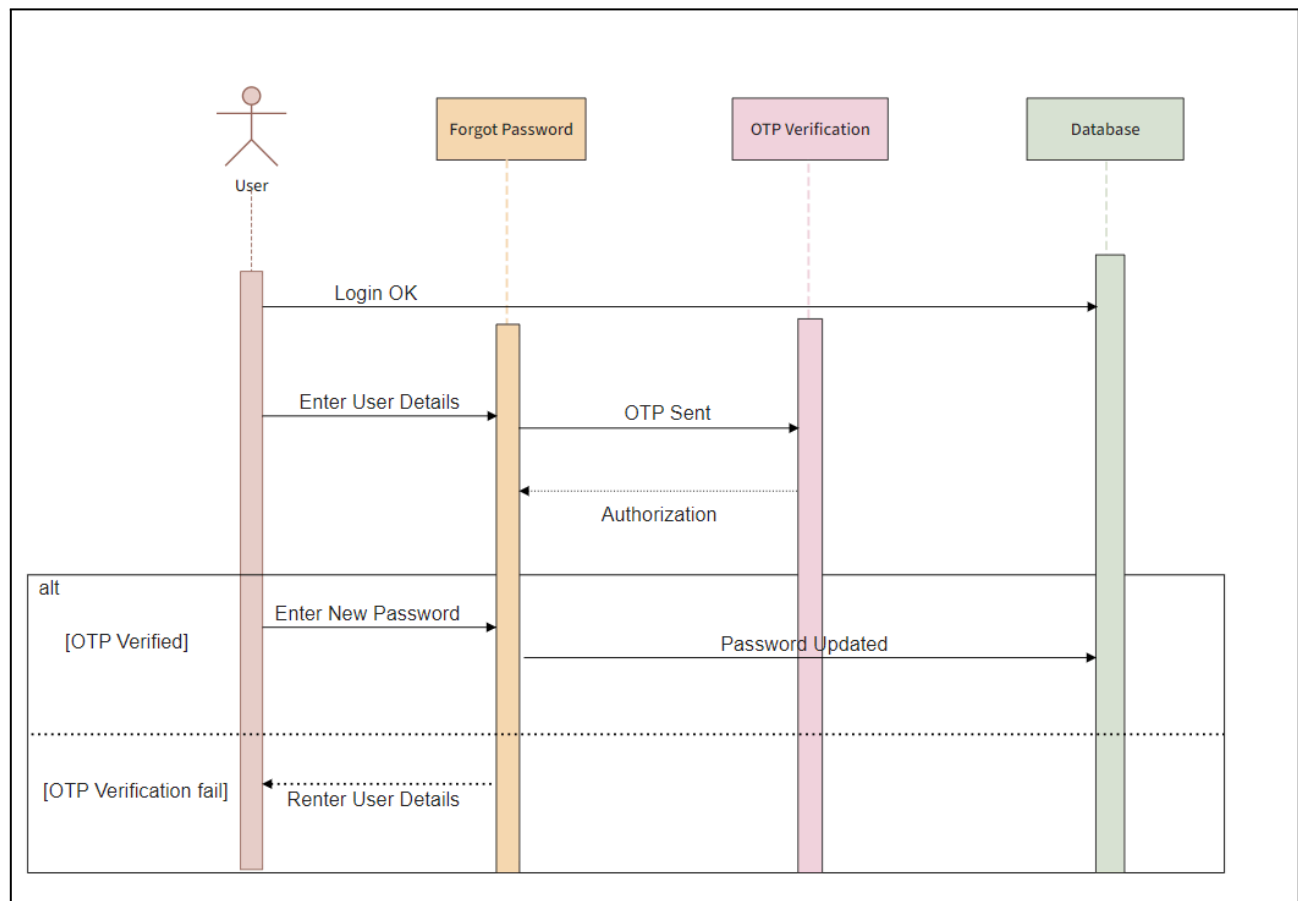 Forgot Password
OTP Verification
Database
User
Login OK
Enter User Details
OTP Sent
Authorization
alt
Enter New Password
[OTP Verified]
Password Updated
[OTP Verification fail]
Renter User Details